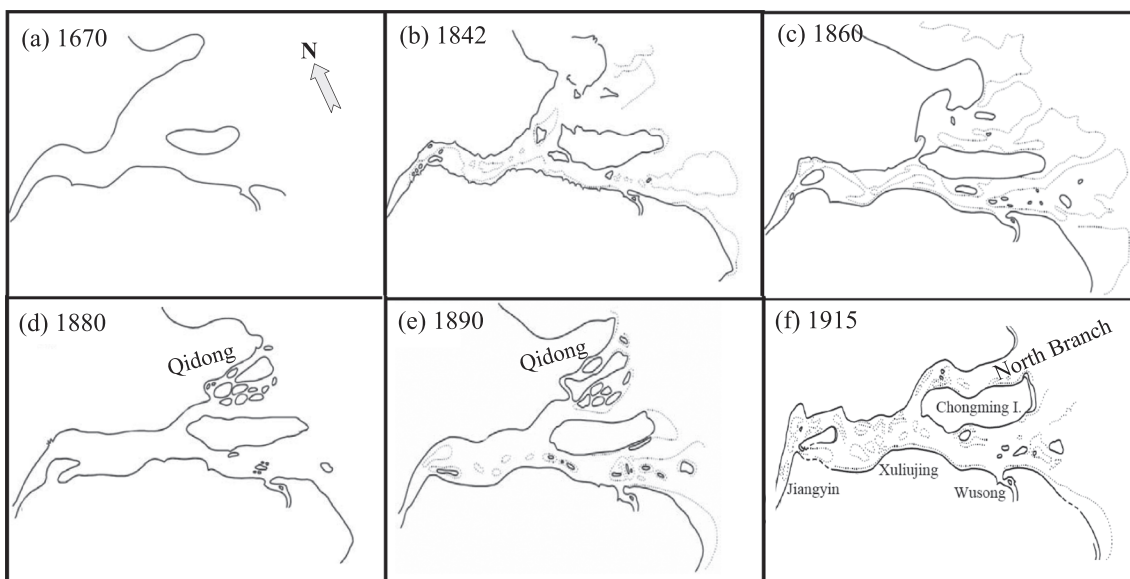 (a) 1670
N
(b) 1842
(c) 1860
(d) 1880
Qidong
(e) 1890
Qidong
(f) 1915
North Branch
Chongming I.
Xuliujing
Jiangyin
Wusong